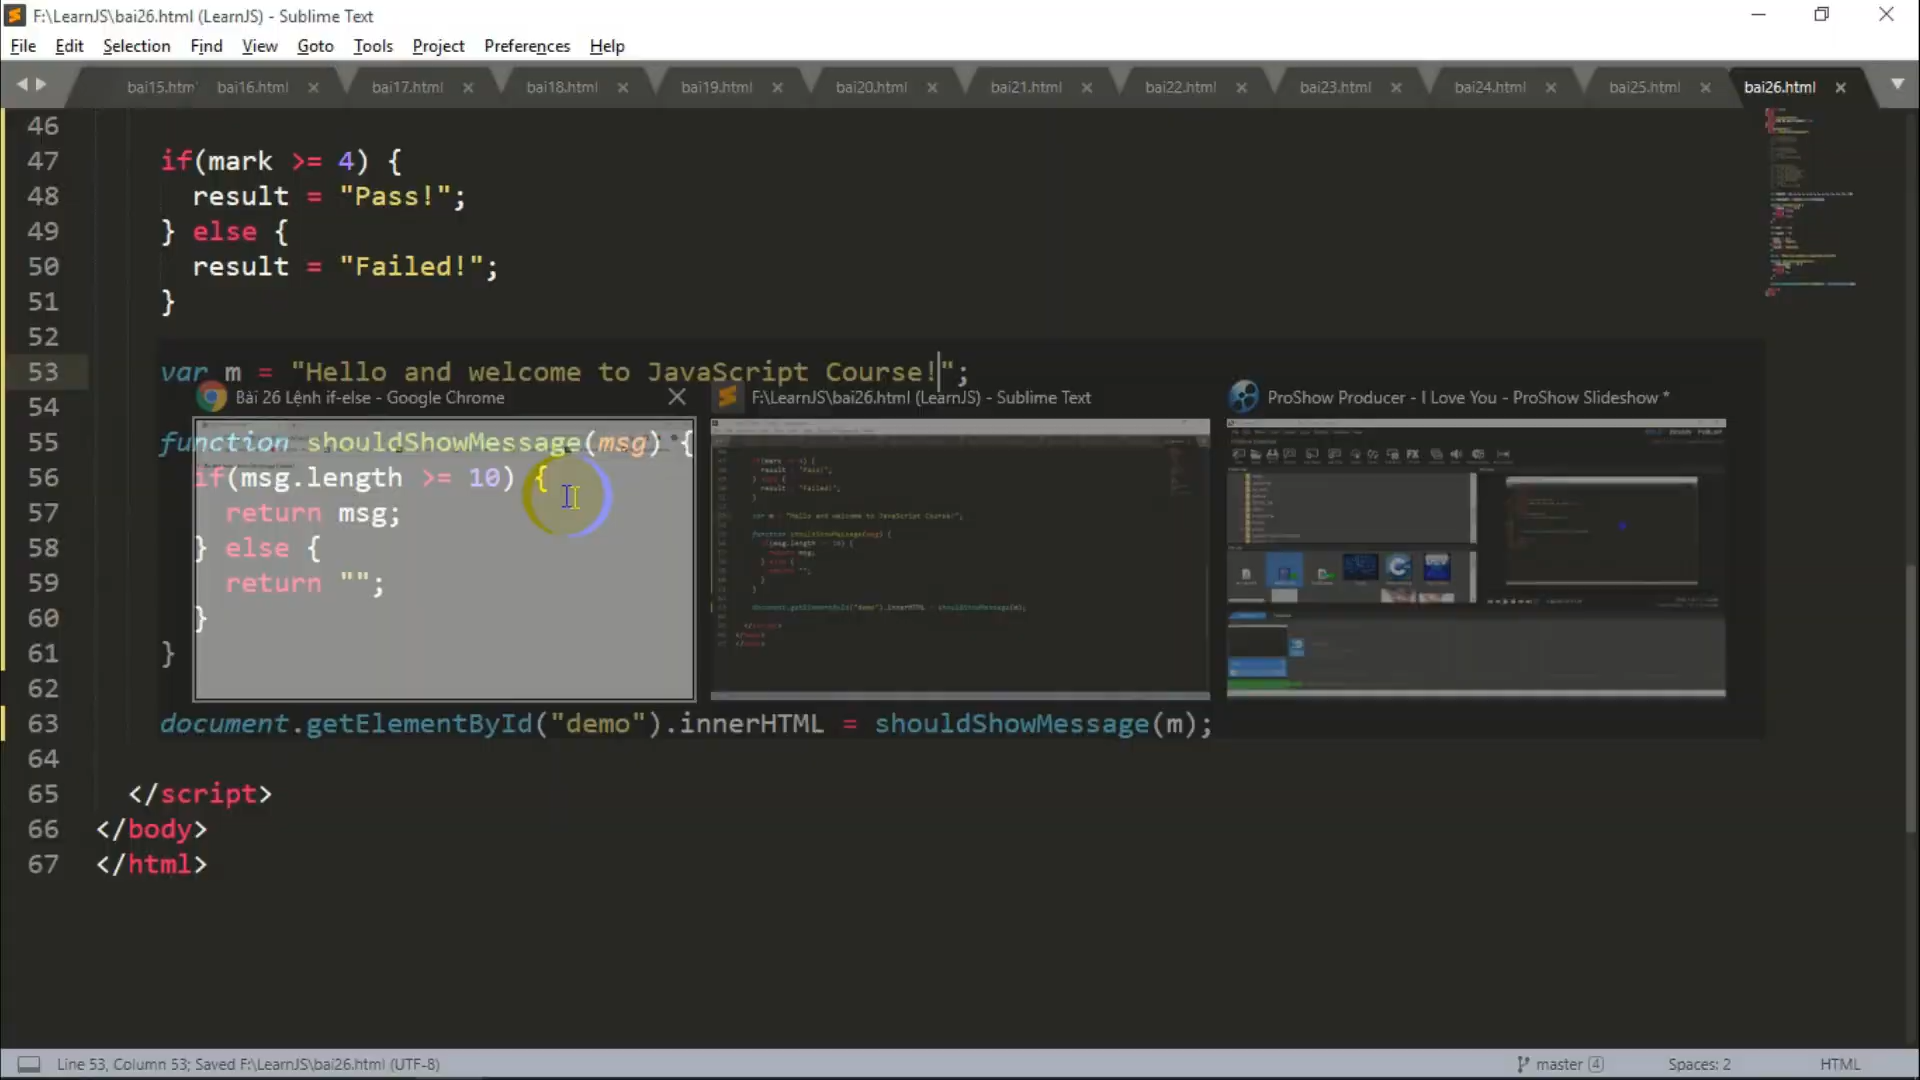 F:\LearnJS\bai26.html (LearnJS) - Sublime Text
File Edit Selection Find View Goto Tools Project Preferences Help
bai15.htm bai16.html bai17.html bai18.html bai19.html bai20.html bai21.html bai22.html bai23.html bai24.html bai25.html bai26.html
46
47 if(mark >= 4) {
48 result = "Pass!";
49 } else {
50 result = "Failed!";
51 }
52
53 var m = "Hello and welcome to JavaScript Course!";
54
Bài 26 Lệnh if-else - Google Chrome
F:\LearnJS\bai26.html (LearnJS) - Sublime Text
ProShow Producer - I Love You - ProShow Slideshow *
55 function shouldShowMessage(msg) {
56 if(msg.length >= 10) {
57 return msg;
58 } else {
59 return "";
60 }
61 }
62
63 document.getElementById("demo").innerHTML = shouldShowMessage(m);
64
65 </script>
66 </body>
67 </html>
Line 53, Column 53; Saved F:\LearnJS\bai26.html (UTF-8)
master 4
Spaces: 2
HTML